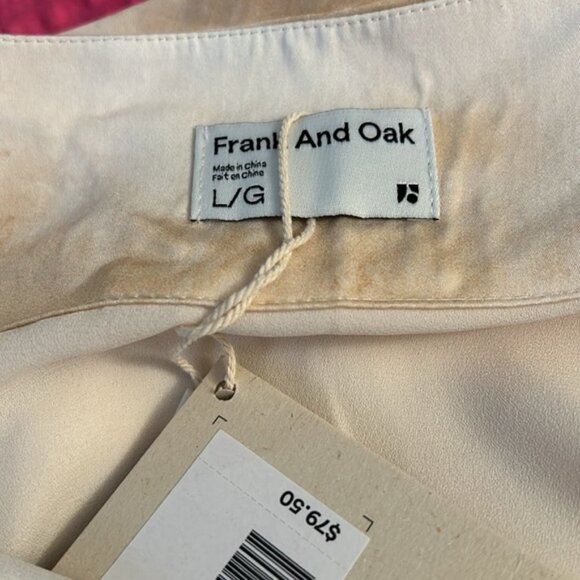 Frank And Oak
Made in China
Fait en Chine
L/G
$79.50